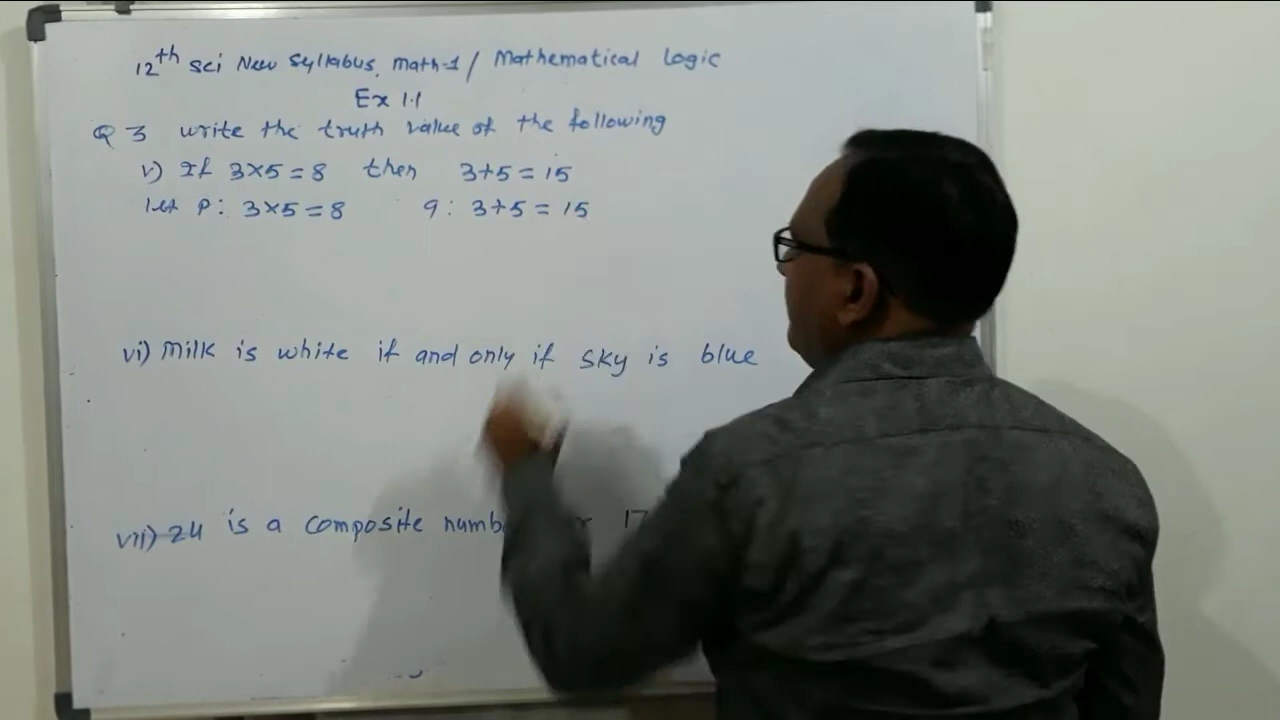 12th Sci New Syllabus, math-1 / Mathematical Logic
Ex 1.1
Q 3 write the truth value of the following
v) If 3×5=8 then 3+5=15
let P: 3×5=8 q: 3+5=15
vi) Milk is white if and only if sky is blue
vii) 24 is a composite 17